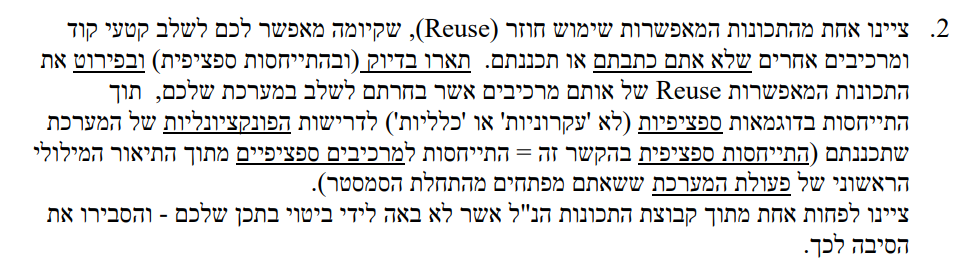 2. ציינו אחת מהתכונות המאפשרות שימוש חוזר (Reuse), שקיומה מאפשר לכם לשלב קטעי קוד
ומרכיבים אחרים שלא אתם כתבתם או תכננתם. תארו בדיוק (ובהתייחסות ספציפית) ובפירוט את
התכונות המאפשרות Reuse של אותם מרכיבים אשר בחרתם לשלב במערכת שלכם, תוך
התייחסות בדוגמאות ספציפיות (לא 'עקרוניות' או 'כלליות') לדרישות הפונקציונליות של המערכת
שתכננתם (התייחסות ספציפית בהקשר זה = התייחסות למרכיבים ספציפיים מתוך התיאור המילולי
הראשוני של פעולת המערכת ששאתם מפתחים מהתחלת הסמסטר).
ציינו לפחות אחת מתוך קבוצת התכונות הנ"ל אשר לא באה לידי ביטוי בתכן שלכם - והסבירו את
הסיבה לכך.